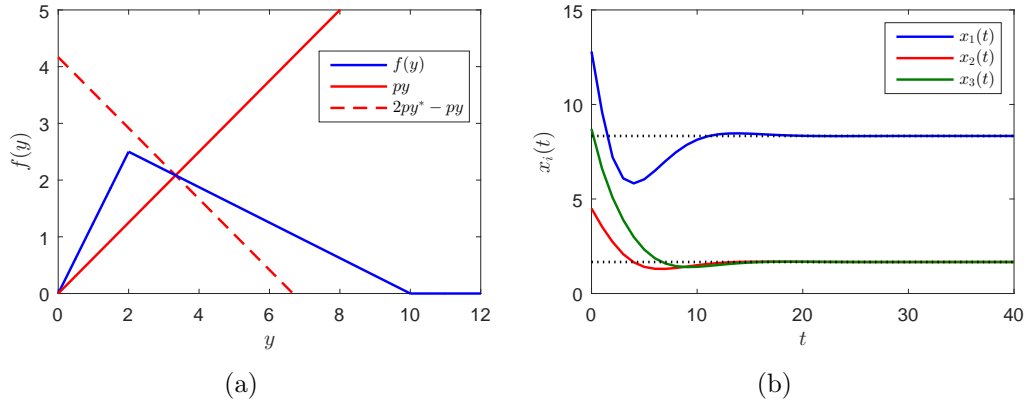 5
4
3
2
1
0
f(y)
0 2 4 6 8 10 12
y
f(y)
py
2py* − py
(a)
15
10
5
0
x_i(t)
0 10 20 30 40
t
x_1(t)
x_2(t)
x_3(t)
(b)